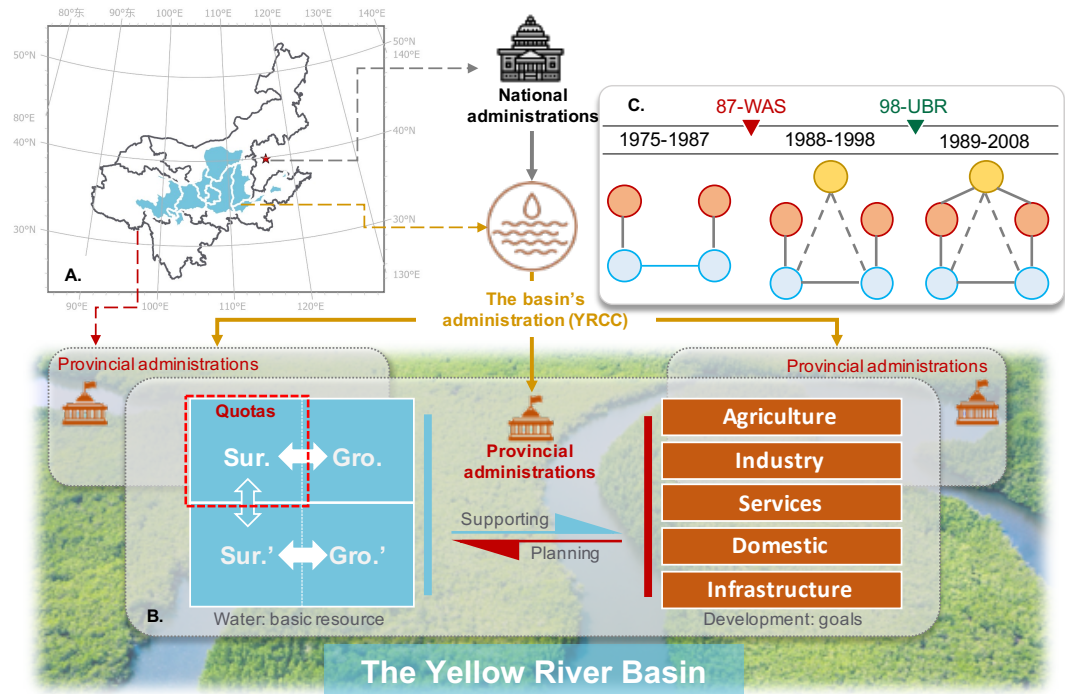 80°东
90°东
100°E
110°E
120°E
130°E
140°E
50°N
50°N
140°E
80°E
40°N
40°N
30°N
30°N
130°E
90°E
100°E
110°E
120°E
A.
National
administrations
C.
87-WAS
98-UBR
1975-1987
1988-1998
1989-2008
The basin's
administration (YRCC)
Provincial administrations
Provincial administrations
Quotas
Sur.
Gro.
Sur.'
Gro.'
Provincial
administrations
Supporting
Planning
Agriculture
Industry
Services
Domestic
Infrastructure
B.
Water: basic resource
Development: goals
The Yellow River Basin